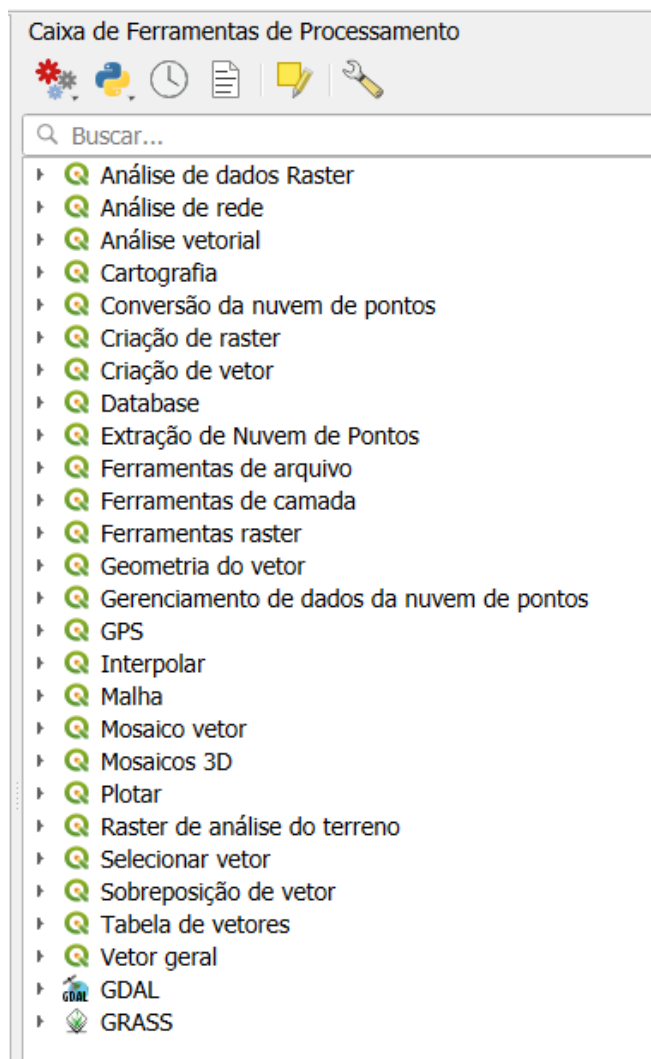 Caixa de Ferramentas de Processamento
Buscar...
Análise de dados Raster
Análise de rede
Análise vetorial
Cartografia
Conversão da nuvem de pontos
Criação de raster
Criação de vetor
Database
Extração de Nuvem de Pontos
Ferramentas de arquivo
Ferramentas de camada
Ferramentas raster
Geometria do vetor
Gerenciamento de dados da nuvem de pontos
GPS
Interpolar
Malha
Mosaico vetor
Mosaicos 3D
Plotar
Raster de análise do terreno
Selecionar vetor
Sobreposição de vetor
Tabela de vetores
Vetor geral
GDAL GDAL
GRASS